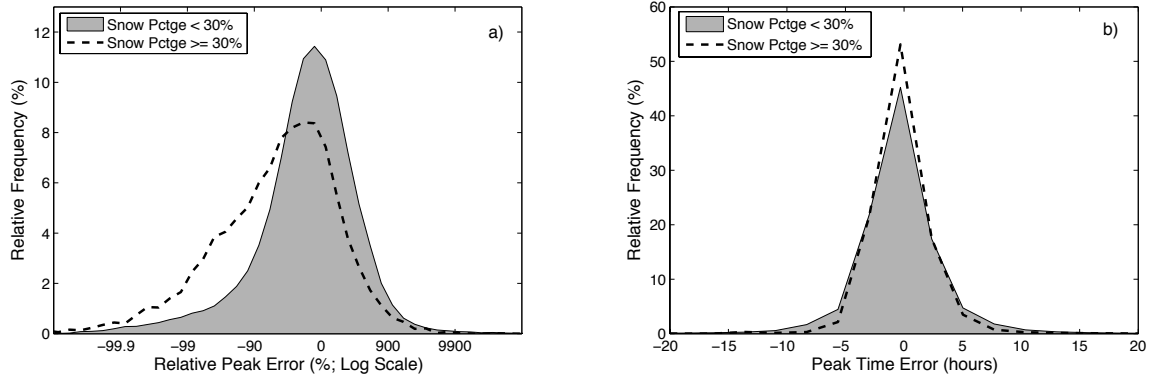 Snow Pctge < 30%
Snow Pctge >= 30%
a)
12
10
8
6
4
2
0
Relative Frequency (%)
−99.9 −99 −90 0 900 9900
Relative Peak Error (%; Log Scale)
Snow Pctge < 30%
Snow Pctge >= 30%
b)
60
50
40
30
20
10
0
Relative Frequency (%)
−20 −15 −10 −5 0 5 10 15 20
Peak Time Error (hours)